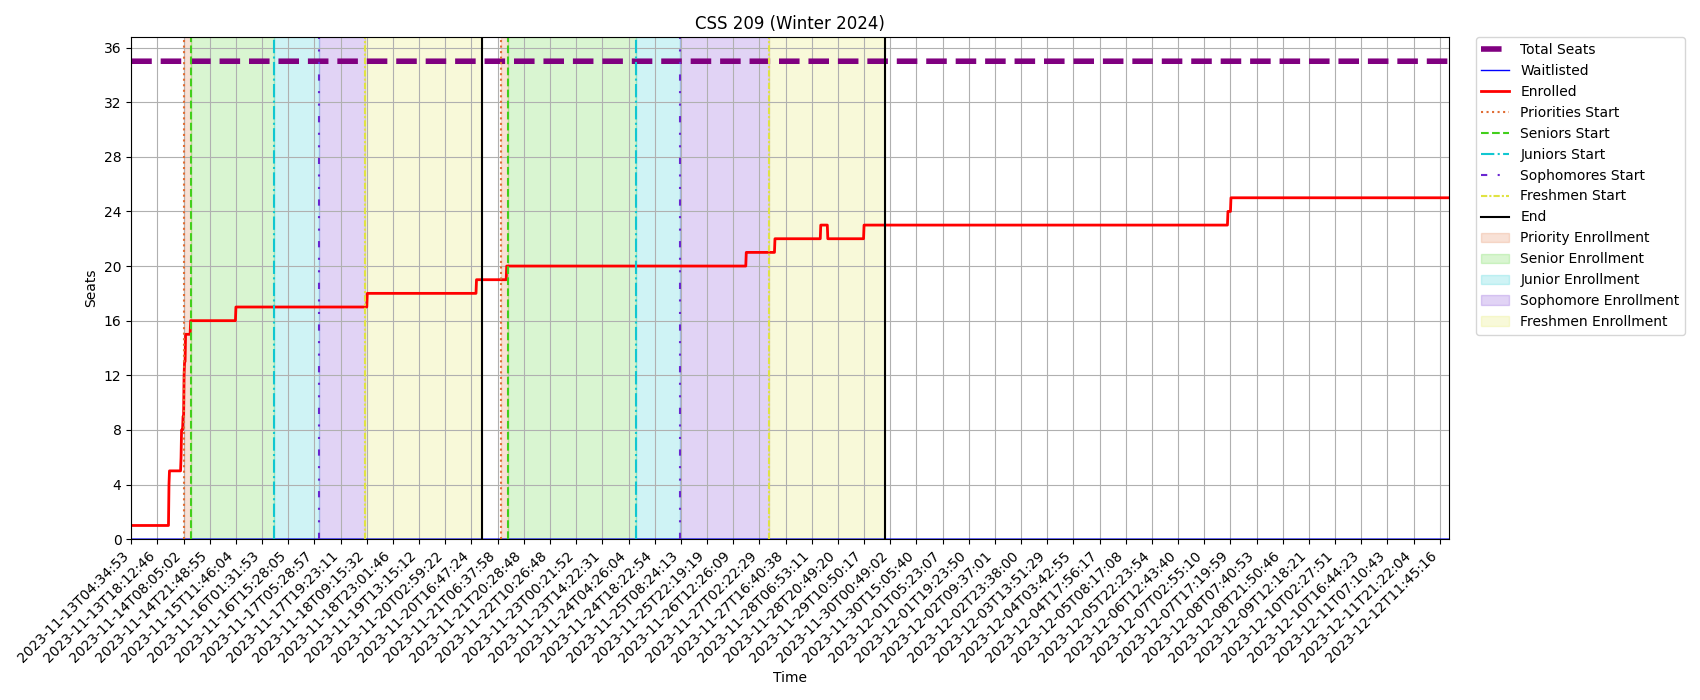 CSS 209 (Winter 2024)
Seats
36
32
28
24
20
16
12
8
4
0
2023-11-13T04:34:53
2023-11-13T18:12:46
2023-11-14T08:05:02
2023-11-14T21:48:55
2023-11-15T11:46:04
2023-11-16T01:31:53
2023-11-16T15:28:05
2023-11-17T05:28:57
2023-11-17T19:23:11
2023-11-18T09:15:32
2023-11-18T23:01:46
2023-11-19T13:15:12
2023-11-20T02:59:22
2023-11-20T16:47:24
2023-11-21T06:37:58
2023-11-21T20:28:48
2023-11-22T10:26:48
2023-11-23T00:21:52
2023-11-23T14:22:31
2023-11-24T04:26:04
2023-11-24T18:22:54
2023-11-25T08:24:13
2023-11-25T22:19:19
2023-11-26T12:26:09
2023-11-27T02:22:29
2023-11-27T16:40:38
2023-11-28T06:53:11
2023-11-28T20:49:20
2023-11-29T10:50:17
2023-11-30T00:49:02
2023-11-30T15:05:40
2023-12-01T05:23:07
2023-12-01T19:23:50
2023-12-02T09:37:01
2023-12-02T23:38:00
2023-12-03T13:51:29
2023-12-04T03:42:55
2023-12-04T17:56:17
2023-12-05T08:17:08
2023-12-05T22:23:54
2023-12-06T12:43:40
2023-12-07T02:55:10
2023-12-07T17:19:59
2023-12-08T07:40:53
2023-12-08T21:50:46
2023-12-09T12:18:21
2023-12-10T02:27:51
2023-12-10T16:44:23
2023-12-11T07:10:43
2023-12-11T21:22:04
2023-12-12T11:45:16
Time
Total Seats
Waitlisted
Enrolled
Priorities Start
Seniors Start
Juniors Start
Sophomores Start
Freshmen Start
End
Priority Enrollment
Senior Enrollment
Junior Enrollment
Sophomore Enrollment
Freshmen Enrollment